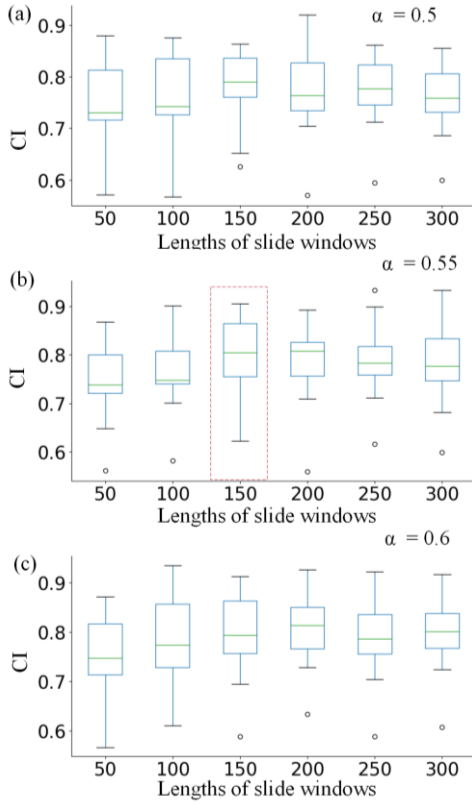 (a)
α = 0.5
0.9
0.8
0.7
0.6
CI
50 100 150 200 250 300
Lengths of slide windows
α = 0.55
(b)
0.9
0.8
0.7
0.6
CI
50 100 150 200 250 300
Lengths of slide windows
α = 0.6
(c)
0.9
0.8
0.7
0.6
CI
50 100 150 200 250 300
Lengths of slide windows